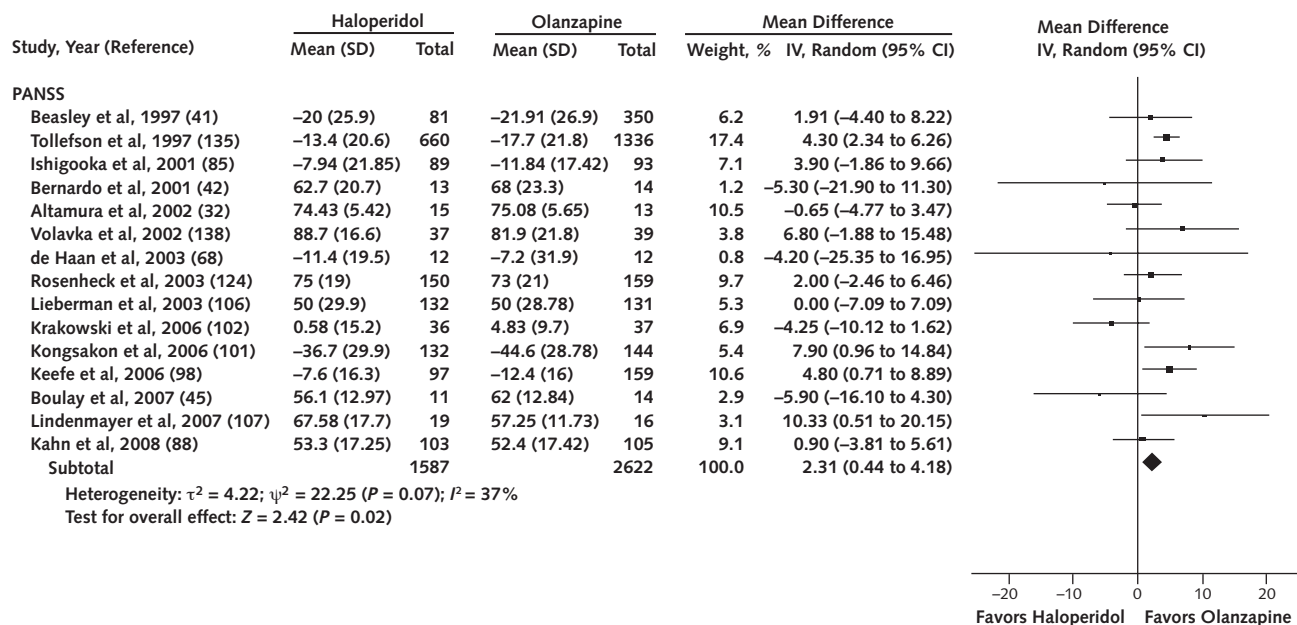 Haloperidol Olanzapine Mean Difference Mean Difference
Study, Year (Reference) Mean (SD) Total Mean (SD) Total Weight, % IV, Random (95% CI) IV, Random (95% CI)
PANSS
Beasley et al, 1997 (41) –20 (25.9) 81 –21.91 (26.9) 350 6.2 1.91 (–4.40 to 8.22)
Tollefson et al, 1997 (135) –13.4 (20.6) 660 –17.7 (21.8) 1336 17.4 4.30 (2.34 to 6.26)
Ishigooka et al, 2001 (85) –7.94 (21.85) 89 –11.84 (17.42) 93 7.1 3.90 (–1.86 to 9.66)
Bernardo et al, 2001 (42) 62.7 (20.7) 13 68 (23.3) 14 1.2 –5.30 (–21.90 to 11.30)
Altamura et al, 2002 (32) 74.43 (5.42) 15 75.08 (5.65) 13 10.5 –0.65 (–4.77 to 3.47)
Volavka et al, 2002 (138) 88.7 (16.6) 37 81.9 (21.8) 39 3.8 6.80 (–1.88 to 15.48)
de Haan et al, 2003 (68) –11.4 (19.5) 12 –7.2 (31.9) 12 0.8 –4.20 (–25.35 to 16.95)
Rosenheck et al, 2003 (124) 75 (19) 150 73 (21) 159 9.7 2.00 (–2.46 to 6.46)
Lieberman et al, 2003 (106) 50 (29.9) 132 50 (28.78) 131 5.3 0.00 (–7.09 to 7.09)
Krakowski et al, 2006 (102) 0.58 (15.2) 36 4.83 (9.7) 37 6.9 –4.25 (–10.12 to 1.62)
Kongsakon et al, 2006 (101) –36.7 (29.9) 132 –44.6 (28.78) 144 5.4 7.90 (0.96 to 14.84)
Keefe et al, 2006 (98) –7.6 (16.3) 97 –12.4 (16) 159 10.6 4.80 (0.71 to 8.89)
Boulay et al, 2007 (45) 56.1 (12.97) 11 62 (12.84) 14 2.9 –5.90 (–16.10 to 4.30)
Lindenmayer et al, 2007 (107) 67.58 (17.7) 19 57.25 (11.73) 16 3.1 10.33 (0.51 to 20.15)
Kahn et al, 2008 (88) 53.3 (17.25) 103 52.4 (17.42) 105 9.1 0.90 (–3.81 to 5.61)
Subtotal 1587 2622 100.0 2.31 (0.44 to 4.18)
Heterogeneity: τ² = 4.22; ψ² = 22.25 (P = 0.07); I² = 37%
Test for overall effect: Z = 2.42 (P = 0.02)
–20 –10 0 10 20
Favors Haloperidol Favors Olanzapine